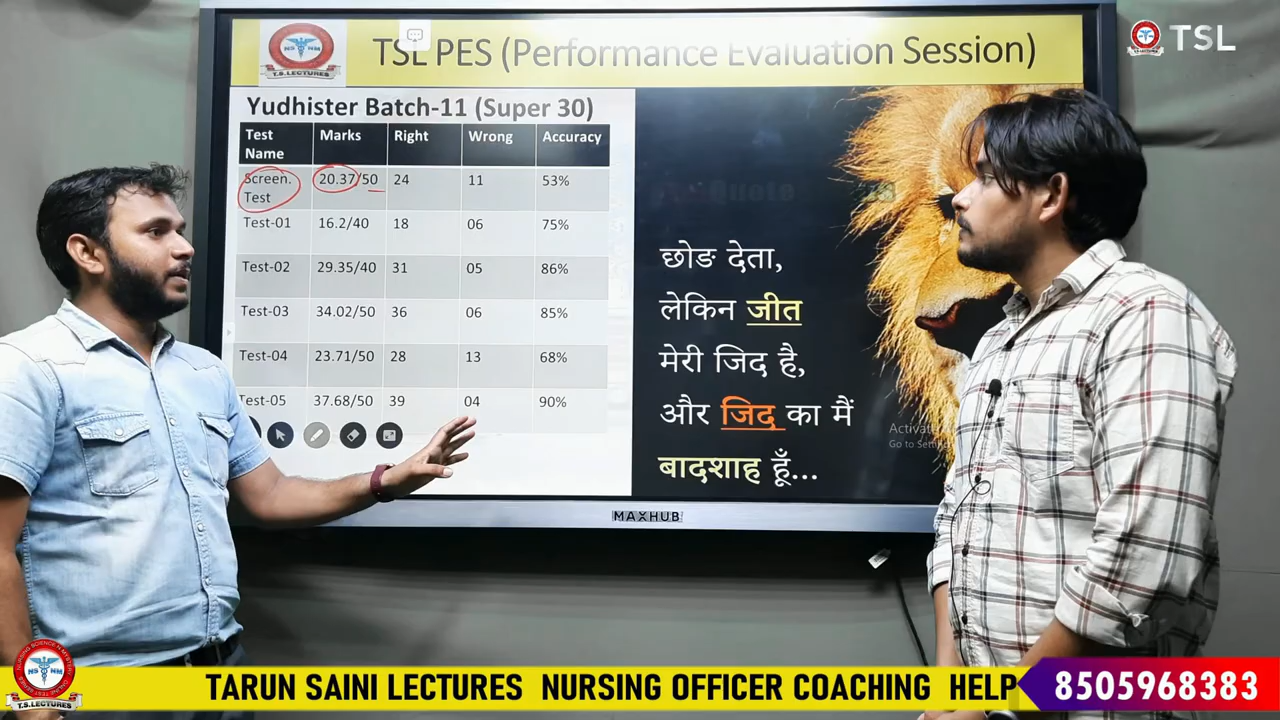 TSL PES (Performance Evaluation Session)
TSL
T.S.LECTURES
Yudhister Batch-11 (Super 30)
Test Name Marks Right Wrong Accuracy
Screen. Test 20.37/50 24 11 53%
Test-01 16.2/40 18 06 75%
Test-02 29.35/40 31 05 86%
Test-03 34.02/50 36 06 85%
Test-04 23.71/50 28 13 68%
Test-05 37.68/50 39 04 90%
छोङ देता,
लेकिन जीत
मेरी जिद है,
और जिद का मैं
बादशाह हूँ...
MAXHUB
T.S.LECTURES
TARUN SAINI LECTURES NURSING OFFICER COACHING HELP
8505968383